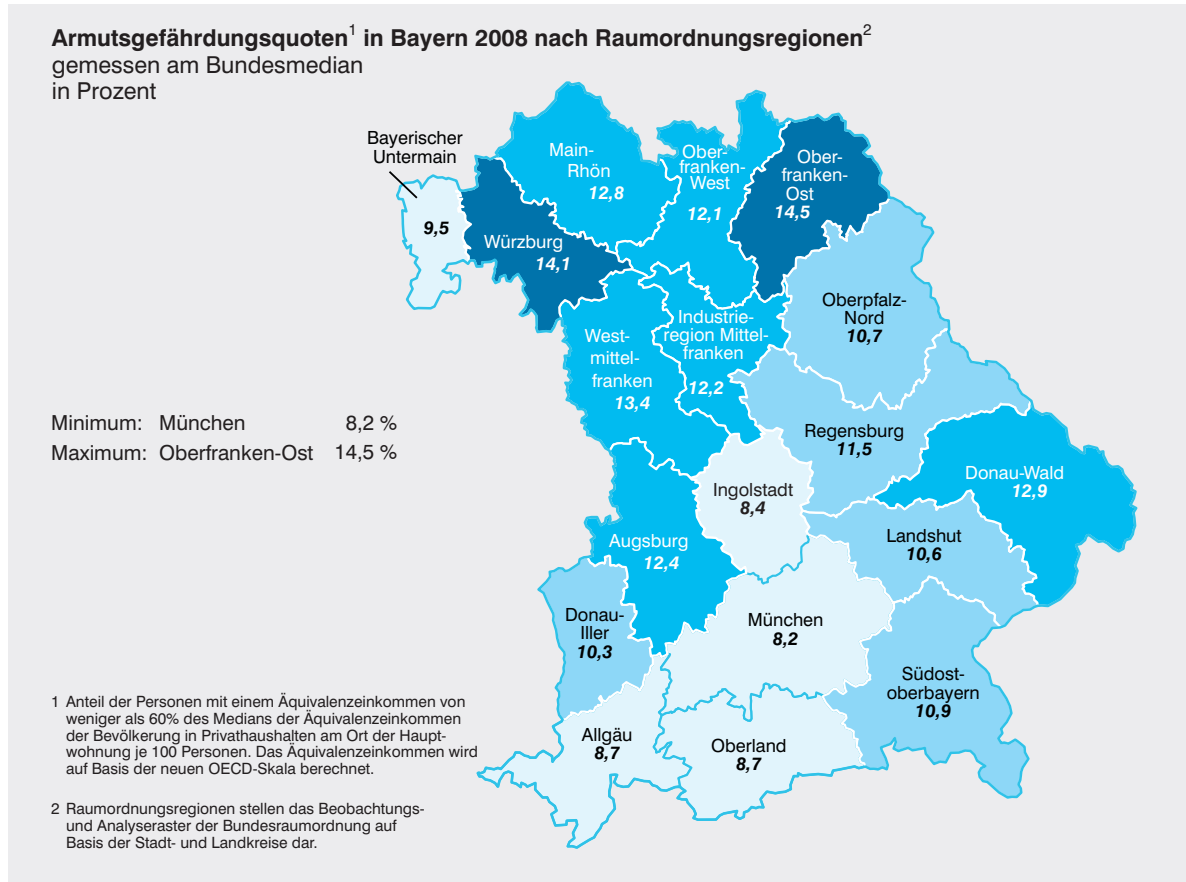 Armutsgefährdungsquoten¹ in Bayern 2008 nach Raumordnungsregionen²
gemessen am Bundesmedian
in Prozent
Bayerischer
Untermain
9,5
Main-
Rhön
12,8
Ober-
franken-
West
12,1
Ober-
franken-
Ost
14,5
Würzburg
14,1
Oberpfalz-
Nord
10,7
Industrie-
region Mittel-
franken
12,2
West-
mittel-
franken
13,4
Minimum: München 8,2 %
Maximum: Oberfranken-Ost 14,5 %
Regensburg
11,5
Donau-Wald
12,9
Ingolstadt
8,4
Landshut
10,6
Augsburg
12,4
Donau-
Iller
10,3
München
8,2
Südost-
oberbayern
10,9
Allgäu
8,7
Oberland
8,7
1 Anteil der Personen mit einem Äquivalenzeinkommen von
weniger als 60% des Medians der Äquivalenzeinkommen
der Bevölkerung in Privathaushalten am Ort der Haupt-
wohnung je 100 Personen. Das Äquivalenzeinkommen wird
auf Basis der neuen OECD-Skala berechnet.
2 Raumordnungsregionen stellen das Beobachtungs-
und Analyseraster der Bundesraumordnung auf
Basis der Stadt- und Landkreise dar.